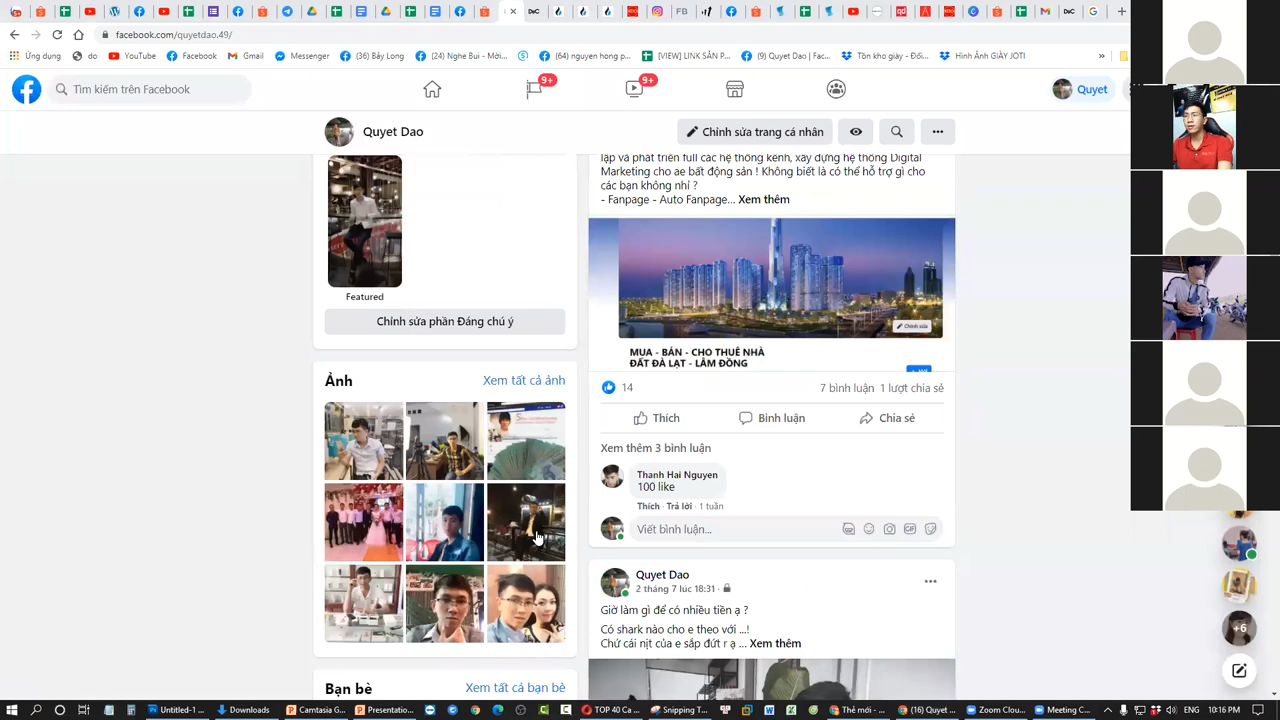 facebook.com/quyetdao.49/
Ứng dụng
do
YouTube
Facebook
Gmail
Messenger
(36) Bảy Long
(24) Nghe Bui - Mời...
(64) nguyen hong p...
[VIEW] LINK SẢN P...
(9) Quyet Dao | Fac...
Tồn kho giày - Đối...
Hình Ảnh GIÀY JOTI
»
Tìm kiếm trên Facebook
9+
9+
Quyet
Quyet Dao
Chỉnh sửa trang cá nhân
lập và phát triển full các hệ thống kênh, xây dựng hệ thống Digital
Marketing cho ae bất động sản ! Không biết là có thể hỗ trợ gì cho
các bạn không nhỉ ?
- Fanpage - Auto Fanpage... Xem thêm
Featured
Chỉnh sửa phần Đáng chú ý
Chỉnh sửa
MUA - BÁN - CHO THUÊ NHÀ
ĐẤT ĐÀ LẠT - LÂM ĐỒNG
14
7 bình luận 1 lượt chia sẻ
Thích
Bình luận
Chia sẻ
Xem thêm 3 bình luận
Thanh Hai Nguyen
100 like
Thích · Trả lời · 1 tuần
Viết bình luận...
GIF
Ảnh
Xem tất cả ảnh
Quyet Dao
2 tháng 7 lúc 18:31 ·
Giờ làm gì để có nhiều tiền ạ ?
Có shark nào cho e theo với ...!
Chứ cái nịt của e sắp đứt r ạ ... Xem thêm
Bạn bè
Xem tất cả bạn bè
+6
Untitled-1 ...
Downloads
Camtasia G...
Presentatio...
TOP 40 Ca ...
Snipping T...
Thẻ mới - ...
(16) Quyet ...
Zoom Clou...
Meeting C...
ENG
10:16 PM